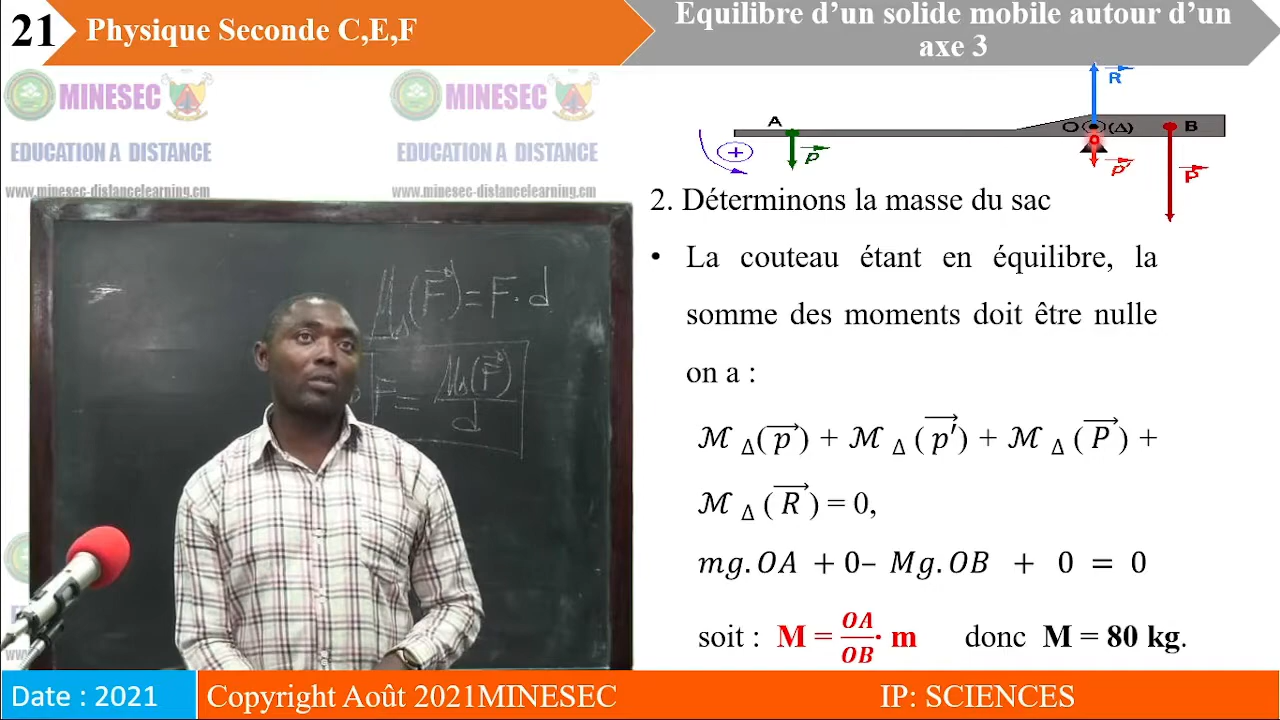 21
Physique Seconde C,E,F
Equilibre d'un solide mobile autour d'un
axe 3
MINESEC
MINESEC
EDUCATION A DISTANCE
EDUCATION A DISTANCE
www.minesec-distancelearning.cm
www.minesec-distancelearning.cm
R
A
O (Δ) B
+
p
p'
P
2. Déterminons la masse du sac
• La couteau étant en équilibre, la
somme des moments doit être nulle
on a :
ℳ Δ(p⃗) + ℳ Δ (p'⃗) + ℳ Δ (P⃗) +
ℳ Δ (R⃗) = 0,
mg.OA + 0– Mg.OB + 0 = 0
soit : M = OA/OB · m donc M = 80 kg.
ℳΔ(F⃗) = F . d
F = ℳΔ(F⃗)/d
Date : 2021
Copyright Août 2021MINESEC
IP: SCIENCES